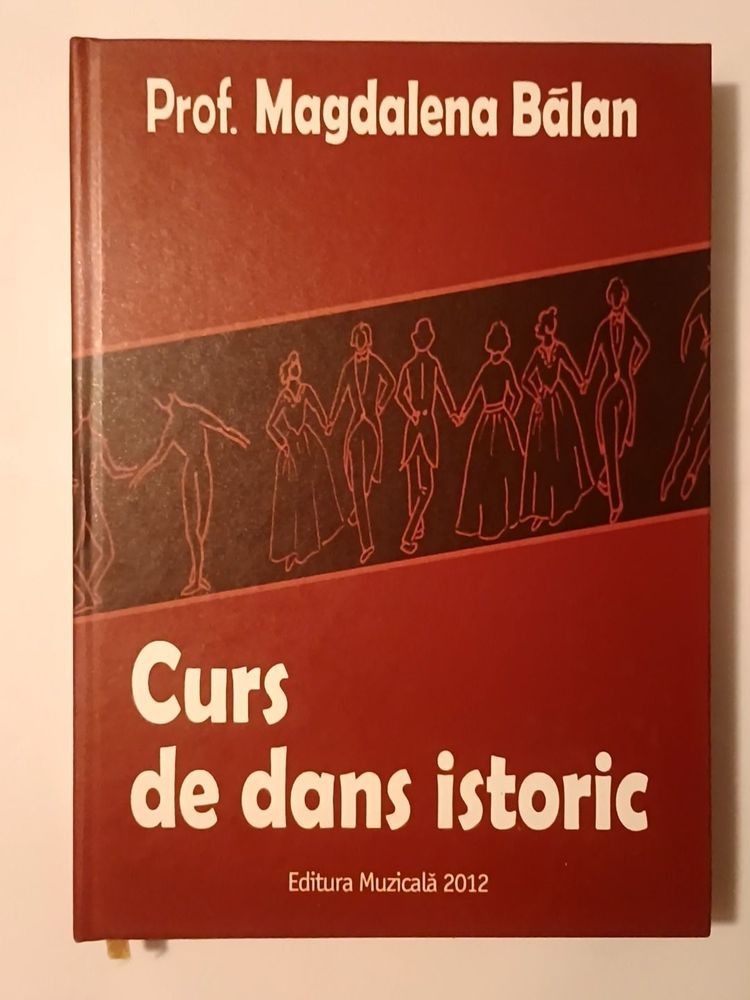 Prof. Magdalena Bălan
Curs
de dans istoric
Editura Muzicală 2012